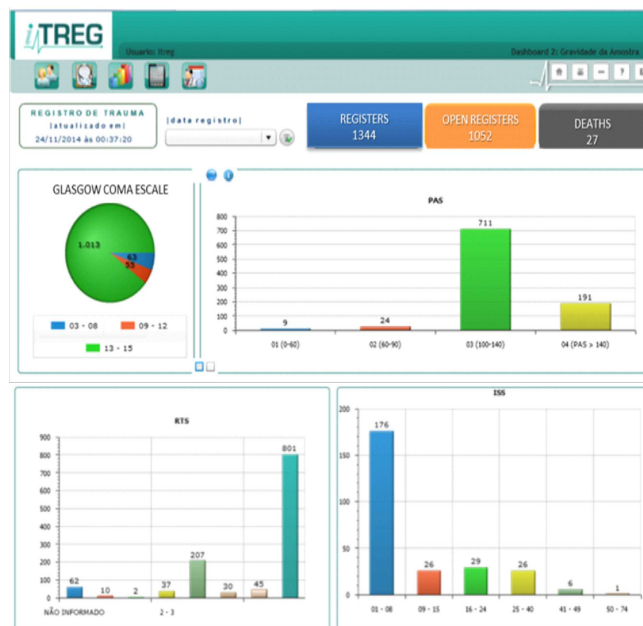 iTREG
Usuario: itreg
Dashboard 2: Gravidade da Amostra
REGISTRO DE TRAUMA
|atualizado em|
24/11/2014 às 00:37:20
|data registro|
REGISTERS
1344
OPEN REGISTERS
1052
DEATHS
27
GLASGOW COMA ESCALE
1.013
63
55
03 - 08
09 - 12
13 - 15
PAS
800
700
600
500
400
300
200
100
0
9
24
711
191
01 (0-60)
02 (60-90)
03 (100-140)
04 (PAS > 140)
RTS
900
800
700
600
500
400
300
200
100
0
62
10
2
37
207
30
45
801
NÃO INFORMADO
2 - 3
ISS
200
150
100
50
0
176
26
29
26
6
1
01 - 08
09 - 15
16 - 24
25 - 40
41 - 49
50 - 74